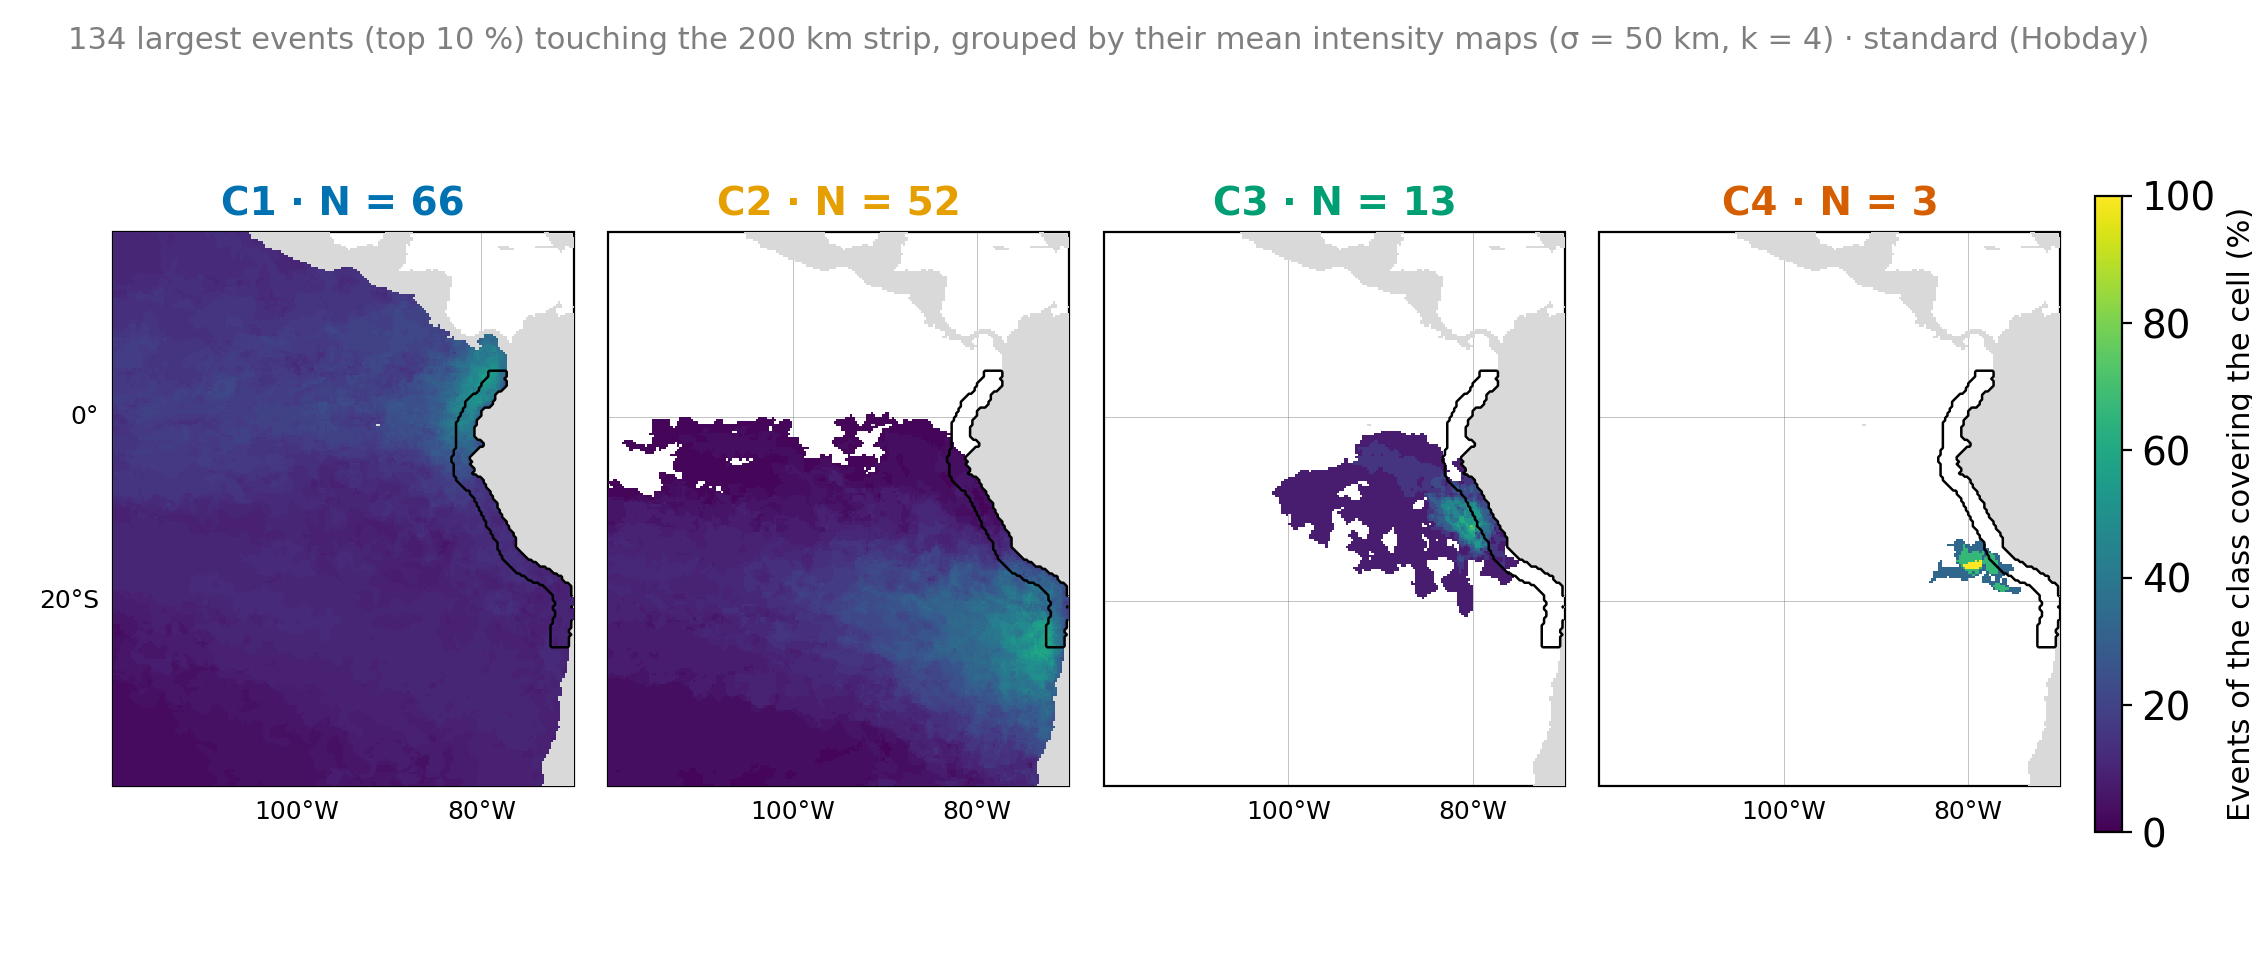 134 largest events (top 10 %) touching the 200 km strip, grouped by their mean intensity maps (σ = 50 km, k = 4) · standard (Hobday)
C1 · N = 66
C2 · N = 52
C3 · N = 13
C4 · N = 3
0°
20°S
100°W
80°W
100°W
80°W
100°W
80°W
100°W
80°W
100
80
60
40
20
0
Events of the class covering the cell (%)